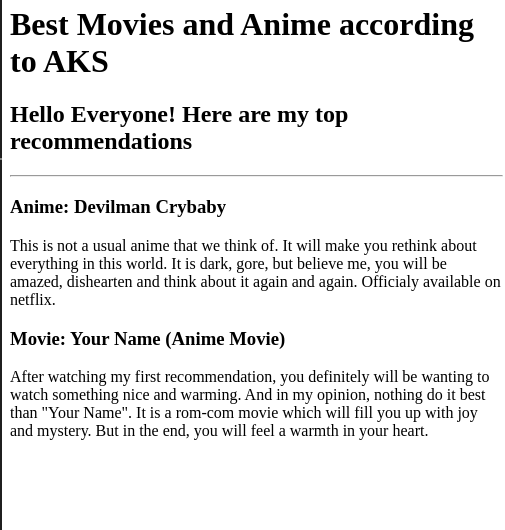 Best Movies and Anime according
to AKS
Hello Everyone! Here are my top
recommendations
Anime: Devilman Crybaby
This is not a usual anime that we think of. It will make you rethink about
everything in this world. It is dark, gore, but believe me, you will be
amazed, dishearten and think about it again and again. Officialy available on
netflix.
Movie: Your Name (Anime Movie)
After watching my first recommendation, you definitely will be wanting to
watch something nice and warming. And in my opinion, nothing do it best
than "Your Name". It is a rom-com movie which will fill you up with joy
and mystery. But in the end, you will feel a warmth in your heart.